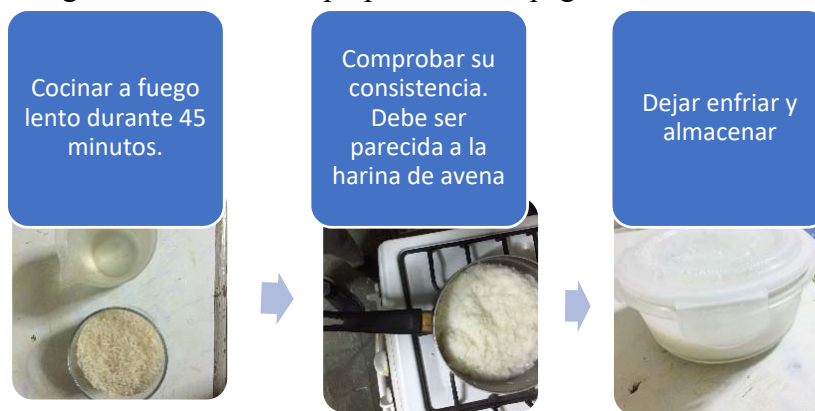 Cocinar a fuego
lento durante 45
minutos.
Comprobar su
consistencia.
Debe ser
parecida a la
harina de avena
Dejar enfriar y
almacenar